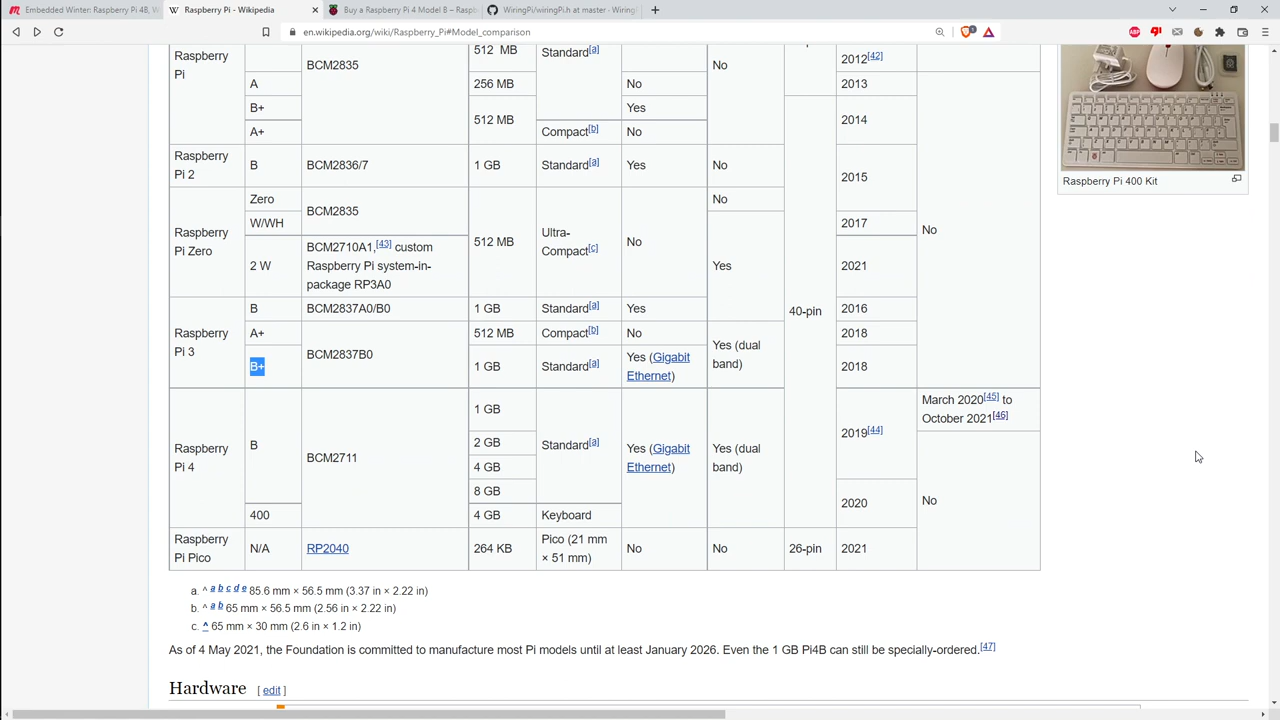 Embedded Winter: Raspberry Pi 4B, W
Raspberry Pi - Wikipedia
Buy a Raspberry Pi 4 Model B – Raspb
WiringPi/wiringPi.h at master · WiringP
en.wikipedia.org/wiki/Raspberry_Pi#Model_comparison
Raspberry
Pi
BCM2835
512 MB
Standard[a]
No
2012[42]
A
256 MB
No
2013
B+
512 MB
Yes
2014
A+
Compact[b]
No
Raspberry
Pi 2
B
BCM2836/7
1 GB
Standard[a]
Yes
No
2015
Raspberry
Pi Zero
Zero
BCM2835
512 MB
Ultra-
Compact[c]
No
No
W/WH
Yes
2017
No
2 W
BCM2710A1,[43] custom
Raspberry Pi system-in-
package RP3A0
2021
Raspberry
Pi 3
B
BCM2837A0/B0
1 GB
Standard[a]
Yes
40-pin
2016
A+
BCM2837B0
512 MB
Compact[b]
No
Yes (dual
band)
2018
B+
1 GB
Standard[a]
Yes (Gigabit
Ethernet)
2018
Raspberry
Pi 4
B
BCM2711
1 GB
Standard[a]
Yes (Gigabit
Ethernet)
Yes (dual
band)
2019[44]
March 2020[45] to
October 2021[46]
2 GB
4 GB
8 GB
2020
No
400
4 GB
Keyboard
Raspberry
Pi Pico
N/A
RP2040
264 KB
Pico (21 mm
× 51 mm)
No
No
26-pin
2021
Raspberry Pi 400 Kit
a. ^ a b c d e 85.6 mm × 56.5 mm (3.37 in × 2.22 in)
b. ^ a b 65 mm × 56.5 mm (2.56 in × 2.22 in)
c. ^ 65 mm × 30 mm (2.6 in × 1.2 in)
As of 4 May 2021, the Foundation is committed to manufacture most Pi models until at least January 2026. Even the 1 GB Pi4B can still be specially-ordered.[47]
Hardware [ edit ]